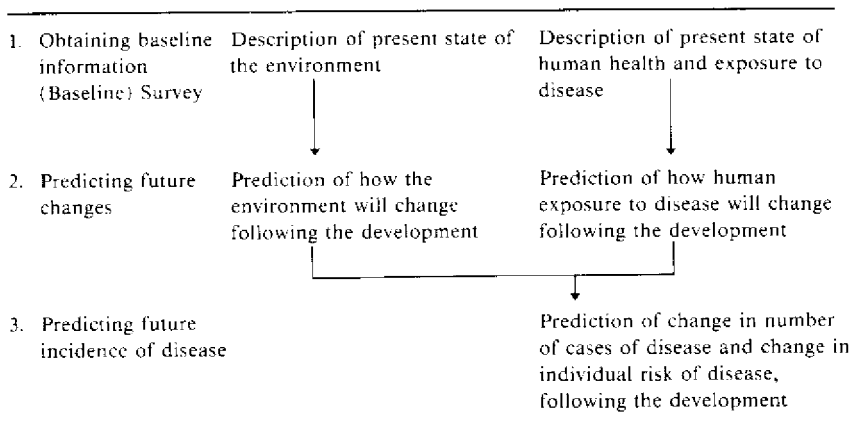 1. Obtaining baseline
information
(Baseline) Survey
Description of present state of
the environment
Description of present state of
human health and exposure to
disease
2. Predicting future
changes
Prediction of how the
environment will change
following the development
Prediction of how human
exposure to disease will change
following the development
3. Predicting future
incidence of disease
Prediction of change in number
of cases of disease and change in
individual risk of disease,
following the development